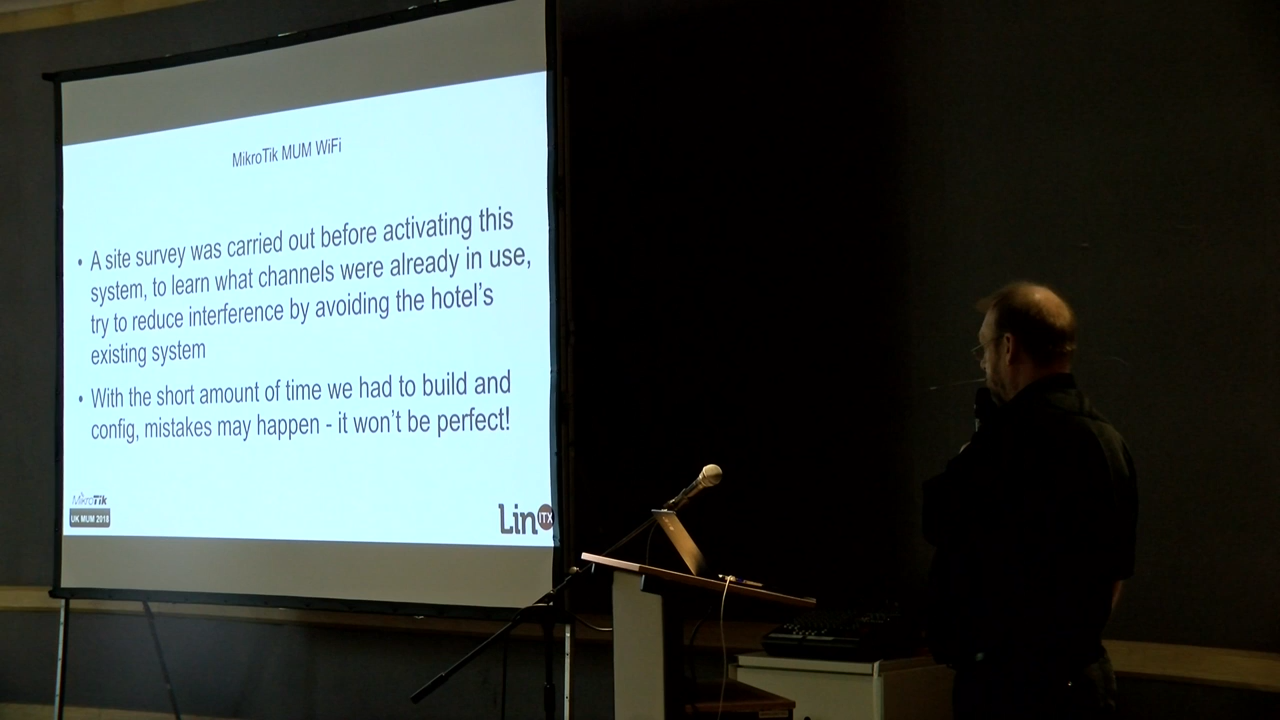 MikroTik MUM WiFi
• A site survey was carried out before activating this
system, to learn what channels were already in use,
try to reduce interference by avoiding the hotel's
existing system
• With the short amount of time we had to build and
config, mistakes may happen - it won't be perfect!
MikroTik
UK MUM 2018
Lin ITX